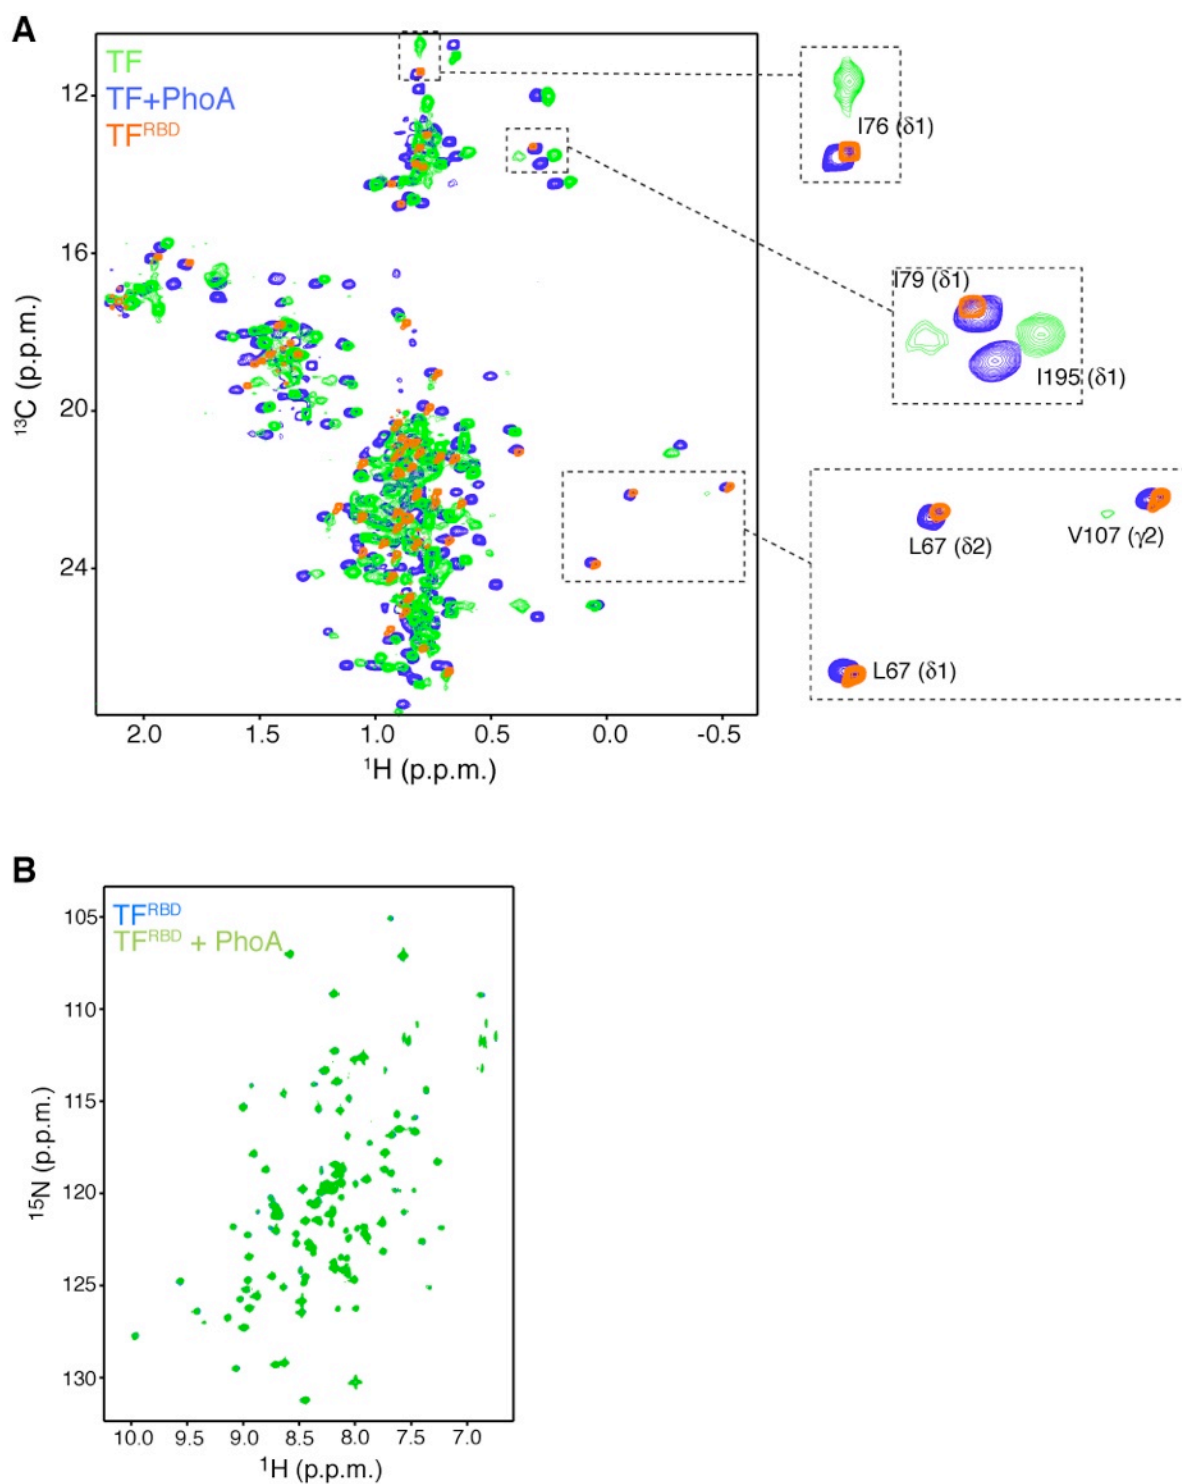 A
TF
TF+PhoA
TF^RBD
12
16
20
24
¹³C (p.p.m.)
2.0 1.5 1.0 0.5 0.0 -0.5
¹H (p.p.m.)
I76 (δ1)
I79 (δ1)
I195 (δ1)
L67 (δ2)
V107 (γ2)
L67 (δ1)
B
TF^RBD
TF^RBD + PhoA
105
110
115
120
125
130
¹⁵N (p.p.m.)
10.0 9.5 9.0 8.5 8.0 7.5 7.0
¹H (p.p.m.)